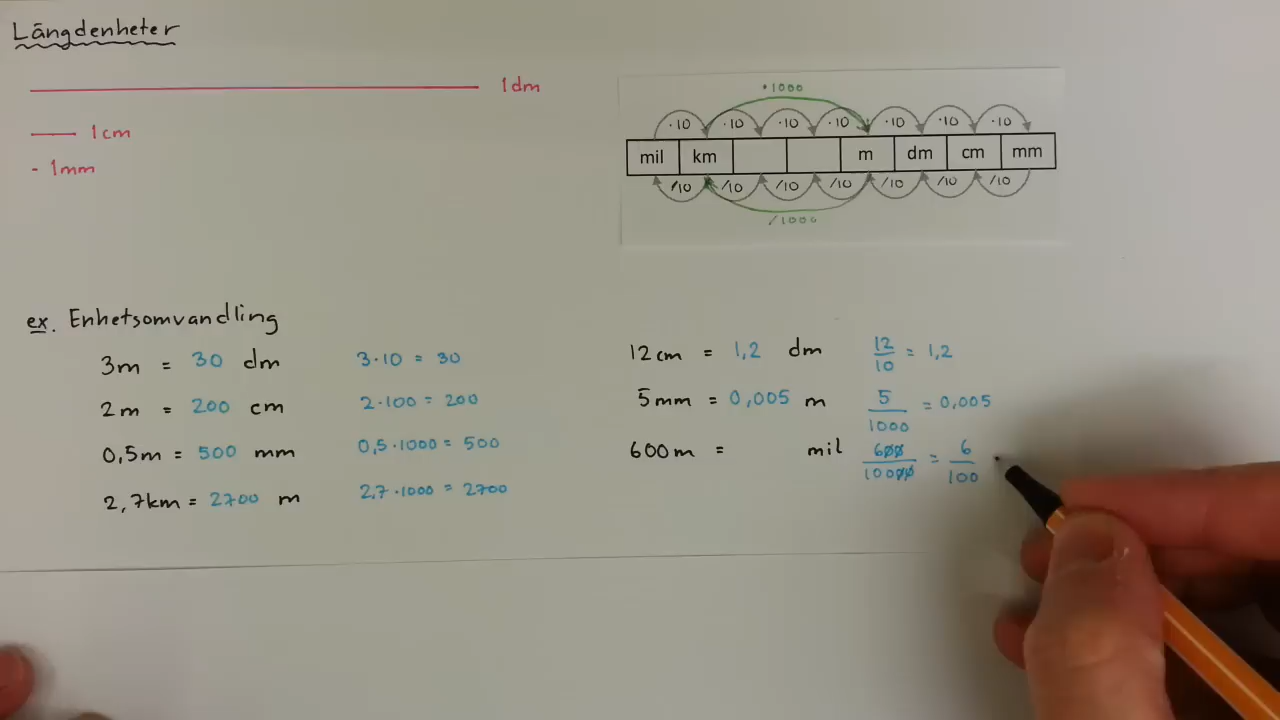 Längdenheter
1dm
1cm
1mm
·1000
·10 ·10 ·10 ·10 ·10 ·10 ·10
mil km m dm cm mm
/10 /10 /10 /10 /10 /10 /10
/1000
ex. Enhetsomvandling
3m = 30 dm 3·10 = 30
2m = 200 cm 2·100 = 200
0,5m = 500 mm 0,5·1000 = 500
2,7km = 2700 m 2,7·1000 = 2700
12cm = 1,2 dm 12/10 = 1,2
5mm = 0,005 m 5/1000 = 0,005
600m = mil 600/10000 = 6/100